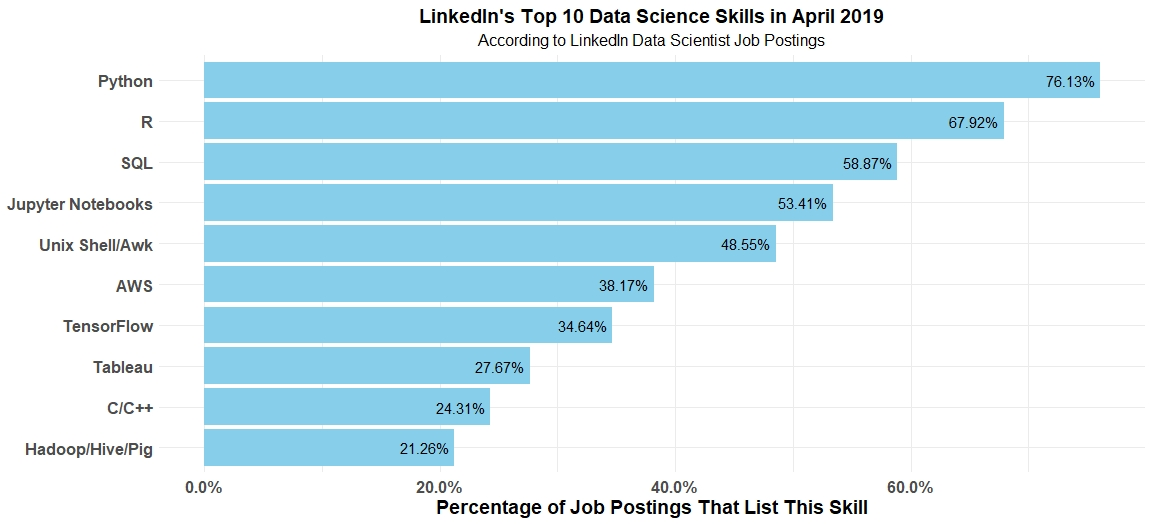 LinkedIn's Top 10 Data Science Skills in April 2019
According to LinkedIn Data Scientist Job Postings
Python 76.13%
R 67.92%
SQL 58.87%
Jupyter Notebooks 53.41%
Unix Shell/Awk 48.55%
AWS 38.17%
TensorFlow 34.64%
Tableau 27.67%
C/C++ 24.31%
Hadoop/Hive/Pig 21.26%
0.0% 20.0% 40.0% 60.0%
Percentage of Job Postings That List This Skill